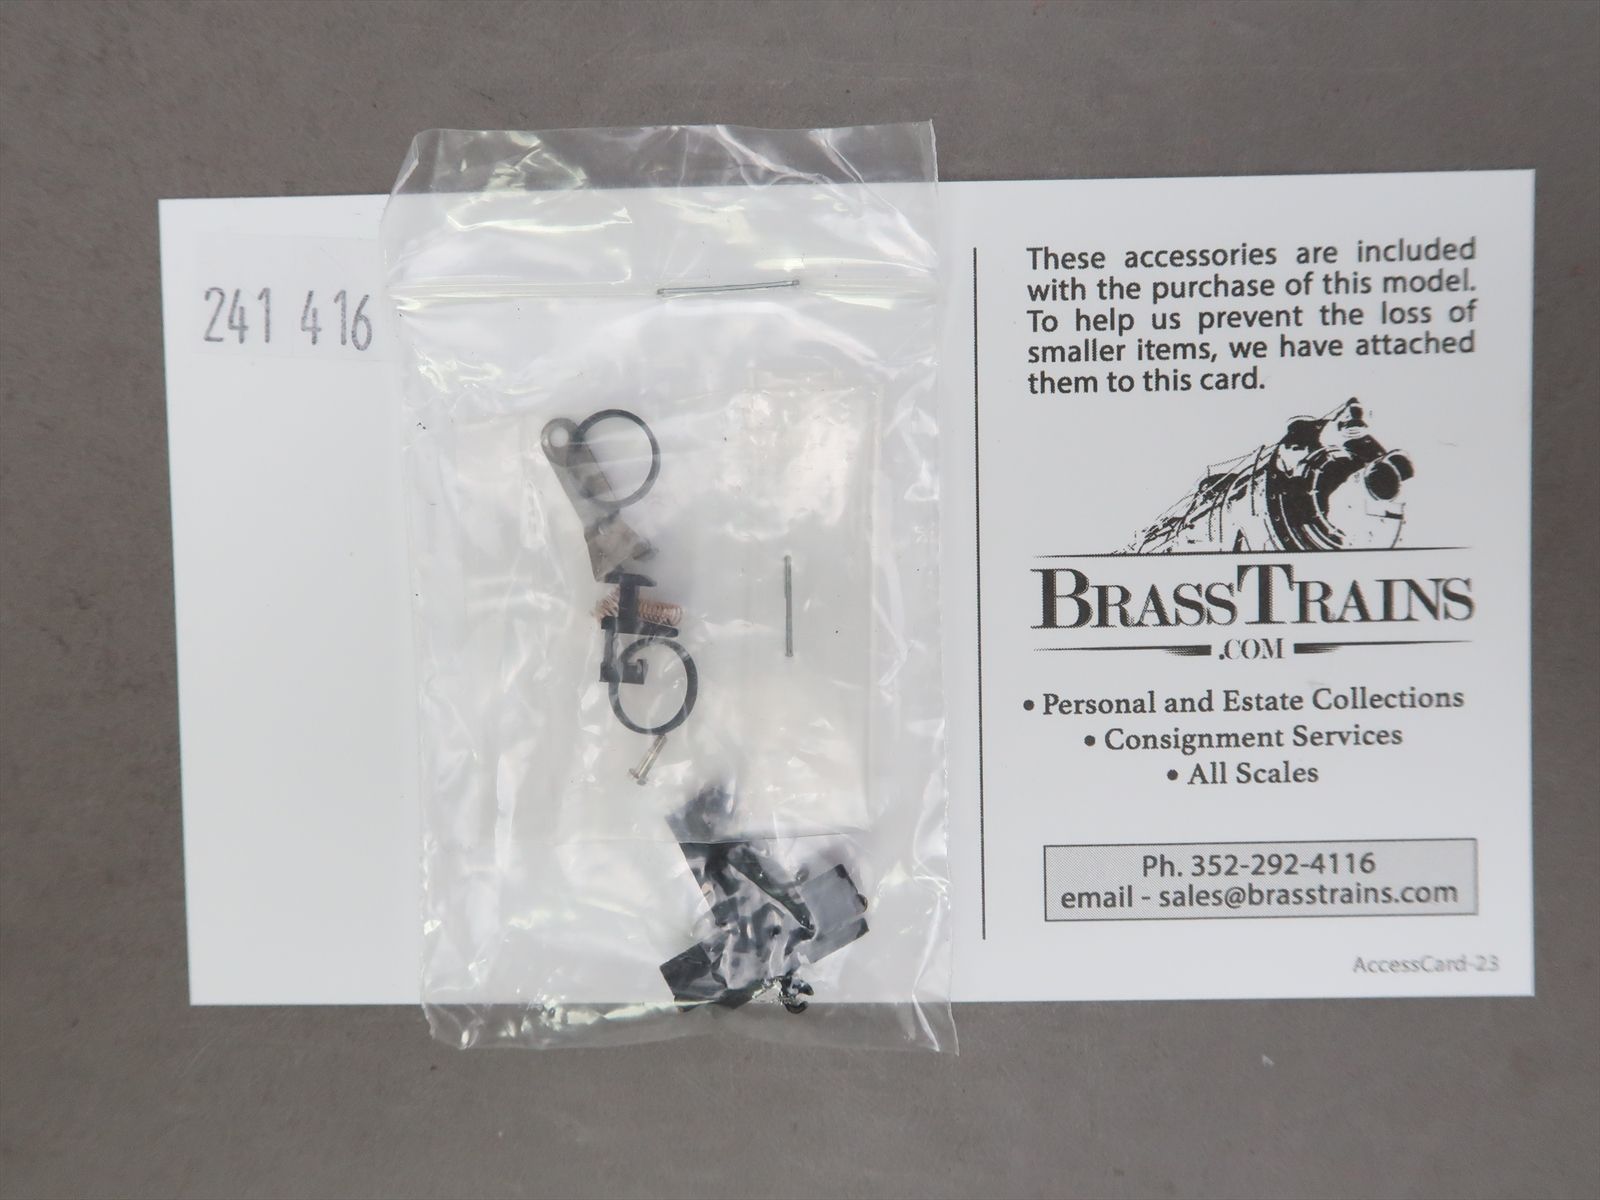 241 416
These accessories are included
with the purchase of this model.
To help us prevent the loss of
smaller items, we have attached
them to this card.
BRASSTRAINS
.COM
• Personal and Estate Collections
• Consignment Services
• All Scales
Ph. 352-292-4116
email - sales@brasstrains.com
AccessCard-23